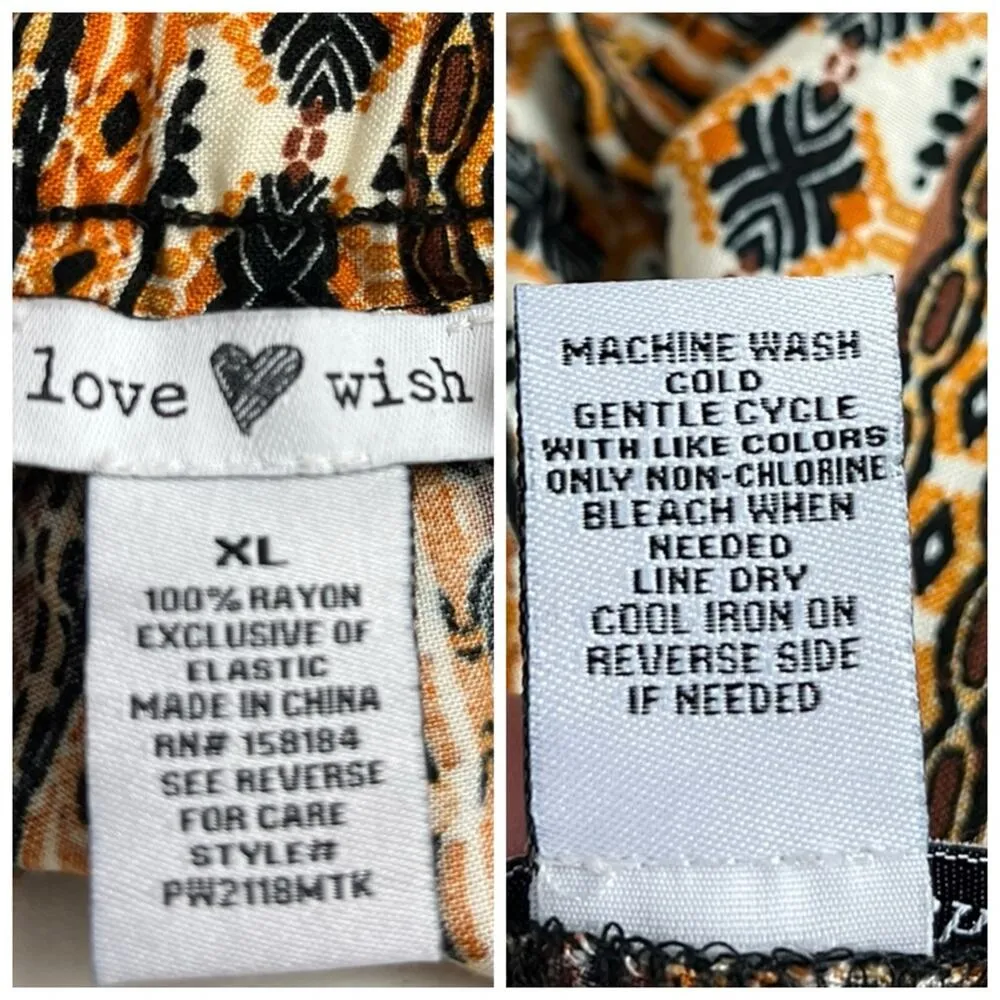 love wish
XL
100% RAYON
EXCLUSIVE OF
ELASTIC
MADE IN CHINA
RN# 158184
SEE REVERSE
FOR CARE
STYLE#
PW2118MTK
MACHINE WASH
COLD
GENTLE CYCLE
WITH LIKE COLORS
ONLY NON-CHLORINE
BLEACH WHEN
NEEDED
LINE DRY
COOL IRON ON
REVERSE SIDE
IF NEEDED